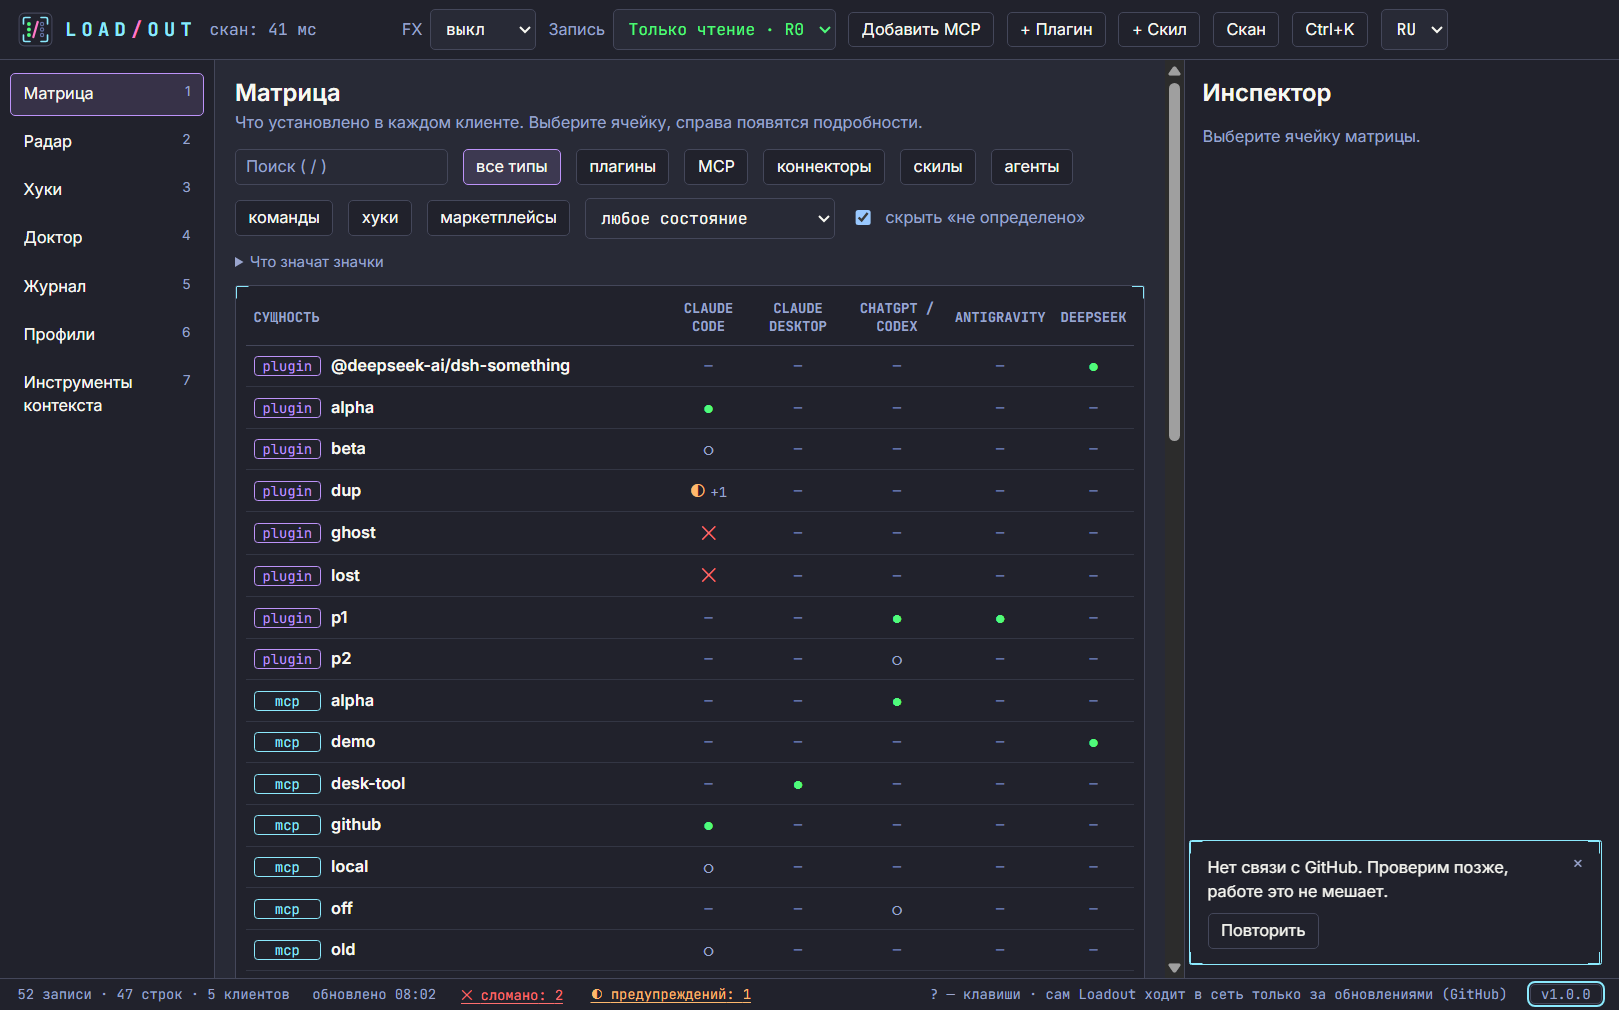 LOAD/OUT скан: 41 мс FX выкл Запись Только чтение · R0 Добавить MCP + Плагин + Скил Скан Ctrl+K RU
Матрица 1
Радар 2
Хуки 3
Доктор 4
Журнал 5
Профили 6
Инструменты контекста 7
Матрица
Что установлено в каждом клиенте. Выберите ячейку, справа появятся подробности.
Поиск ( / ) все типы плагины MCP коннекторы скилы агенты
команды хуки маркетплейсы любое состояние скрыть «не определено»
▶ Что значат значки
СУЩНОСТЬ CLAUDE CODE CLAUDE DESKTOP CHATGPT / CODEX ANTIGRAVITY DEEPSEEK
plugin @deepseek-ai/dsh-something — — — — ●
plugin alpha ● — — — —
plugin beta ○ — — — —
plugin dup ◐ +1 — — — —
plugin ghost ✕ — — — —
plugin lost ✕ — — — —
plugin p1 — — ● ● —
plugin p2 — — ○ — —
mcp alpha — — ● — —
mcp demo — — — — ●
mcp desk-tool — ● — — —
mcp github ● — — — —
mcp local ○ — — — —
mcp off — — ○ — —
mcp old ○ — — — —
Инспектор
Выберите ячейку матрицы.
Нет связи с GitHub. Проверим позже, ×
работе это не мешает.
Повторить
52 записи · 47 строк · 5 клиентов обновлено 08:02 ✕ сломано: 2 ◐ предупреждений: 1 ? — клавиши · сам Loadout ходит в сеть только за обновлениями (GitHub) v1.0.0